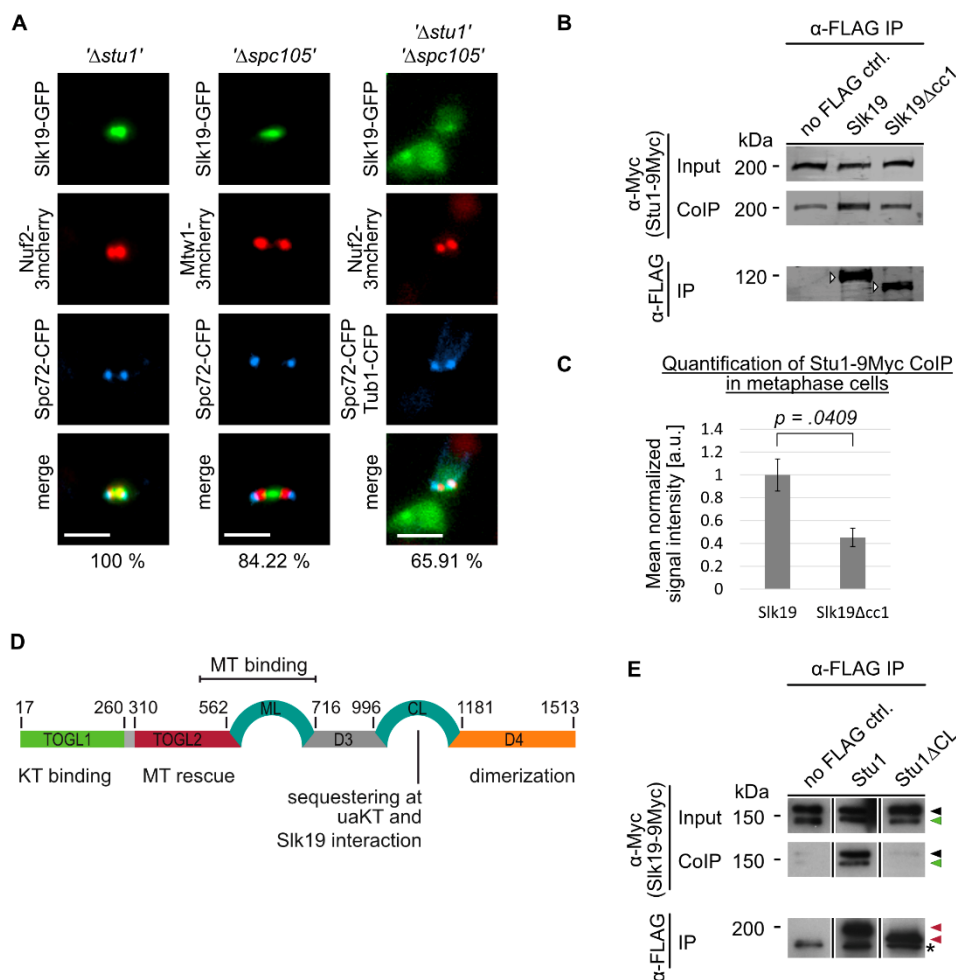 A
'Δstu1'
'Δspc105'
'Δstu1'
'Δspc105'
Slk19-GFP
Slk19-GFP
Slk19-GFP
Nuf2-
3mcherry
Mtw1-
3mcherry
Nuf2-
3mcherry
Spc72-CFP
Spc72-CFP
Spc72-CFP
Tub1-CFP
merge
merge
merge
100 %
84.22 %
65.91 %
B
α-FLAG IP
no FLAG ctrl.
Slk19
Slk19Δcc1
kDa
α-Myc
(Stu1-9Myc)
Input
200
CoIP
200
α-FLAG
IP
120
C
Quantification of Stu1-9Myc CoIP
in metaphase cells
p = .0409
Mean normalized
signal intensity [a.u.]
1.4
1.2
1
0.8
0.6
0.4
0.2
0
Slk19
Slk19Δcc1
D
MT binding
17
260
310
562
716
996
1181
1513
ML
CL
TOGL1
TOGL2
D3
D4
KT binding
MT rescue
dimerization
sequestering at
uaKT and
Slk19 interaction
E
α-FLAG IP
no FLAG ctrl.
Stu1
Stu1ΔCL
kDa
α-Myc
(Slk19-9Myc)
Input
150
CoIP
150
α-FLAG
IP
200
*